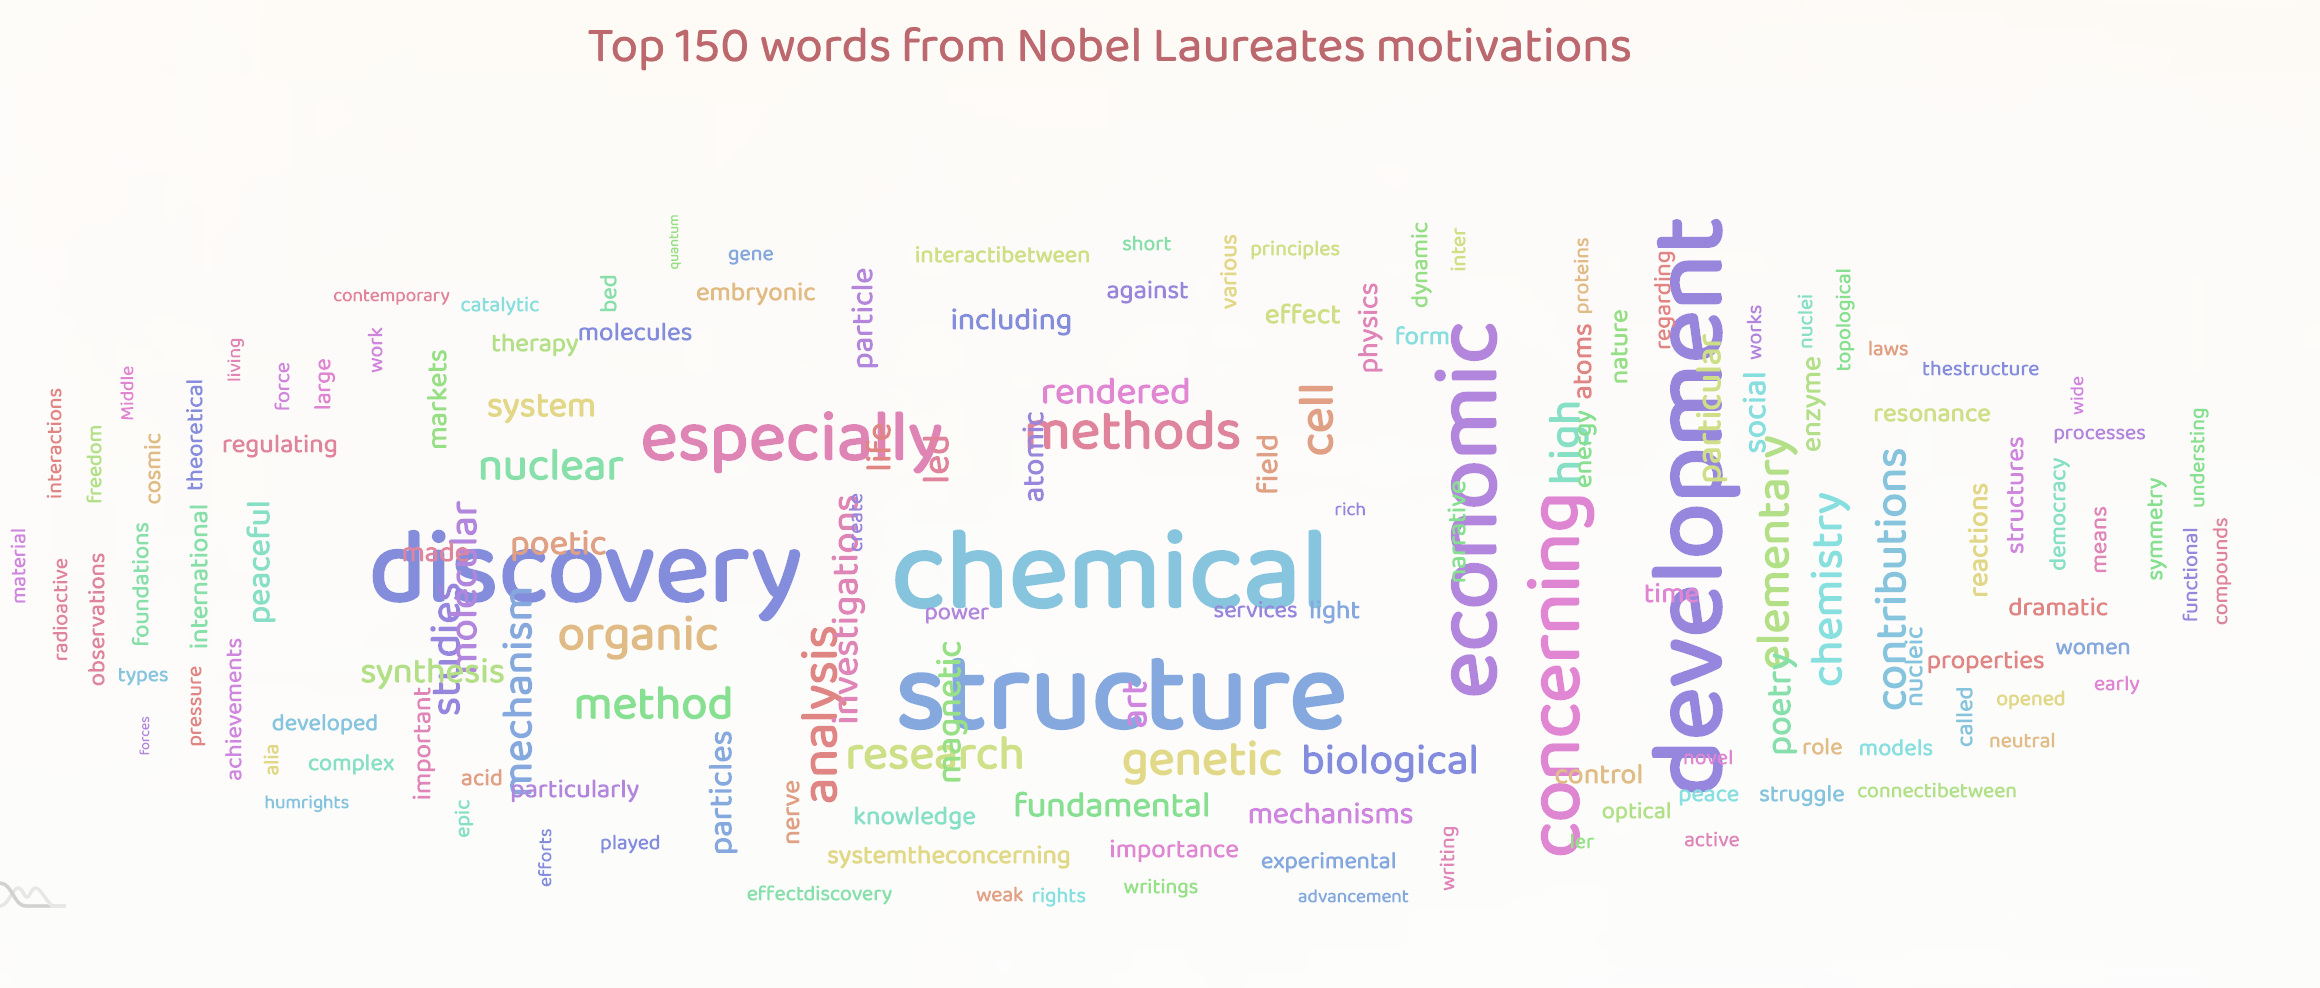 Top 150 words from Nobel Laureates motivations
quantum
gene
interactibetween
short
various
principles
dynamic
inter
proteins
regarding
development
contemporary
catalytic
bed
embryonic
particle
including
against
effect
physics
form
economic
atoms
nature
particular
works
nuclei
topological
laws
thestructure
living
work
force
large
markets
therapy
molecules
Middle
interactions
freedom
cosmic
theoretical
regulating
system
especially
nuclear
life
led
rendered
methods
atomic
cell
field
high
energy
social
enzyme
resonance
wide
processes
understing
structures
democracy
material
radioactive
observations
foundations
international
peaceful
made
molecular
studies
discovery
poetic
create
investigations
chemical
rich
narrative
concerning
elementary
chemistry
contributions
reactions
means
symmetry
functional
compounds
power
services
light
time
dramatic
nucleic
properties
women
types
pressure
achievements
synthesis
mechanism
organic
method
analysis
magnetic
art
structure
poetry
early
opened
called
neutral
forces
alia
developed
complex
important
acid
particularly
particles
research
genetic
biological
novel
control
role
models
humrights
epic
efforts
played
nerve
knowledge
fundamental
mechanisms
writing
optical
peace
struggle
connectibetween
ler
active
systemtheconcerning
importance
experimental
effectdiscovery
weak
rights
writings
advancement